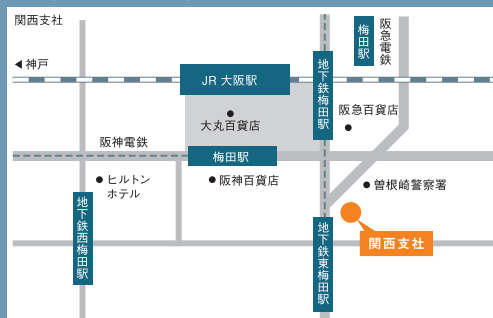 関西支社
阪急電鉄
梅田駅
◀神戸
JR 大阪駅
地下鉄梅田駅
大丸百貨店
阪急百貨店
阪神電鉄
梅田駅
ヒルトン
ホテル
阪神百貨店
曽根崎警察署
地下鉄西梅田駅
地下鉄東梅田駅
関西支社